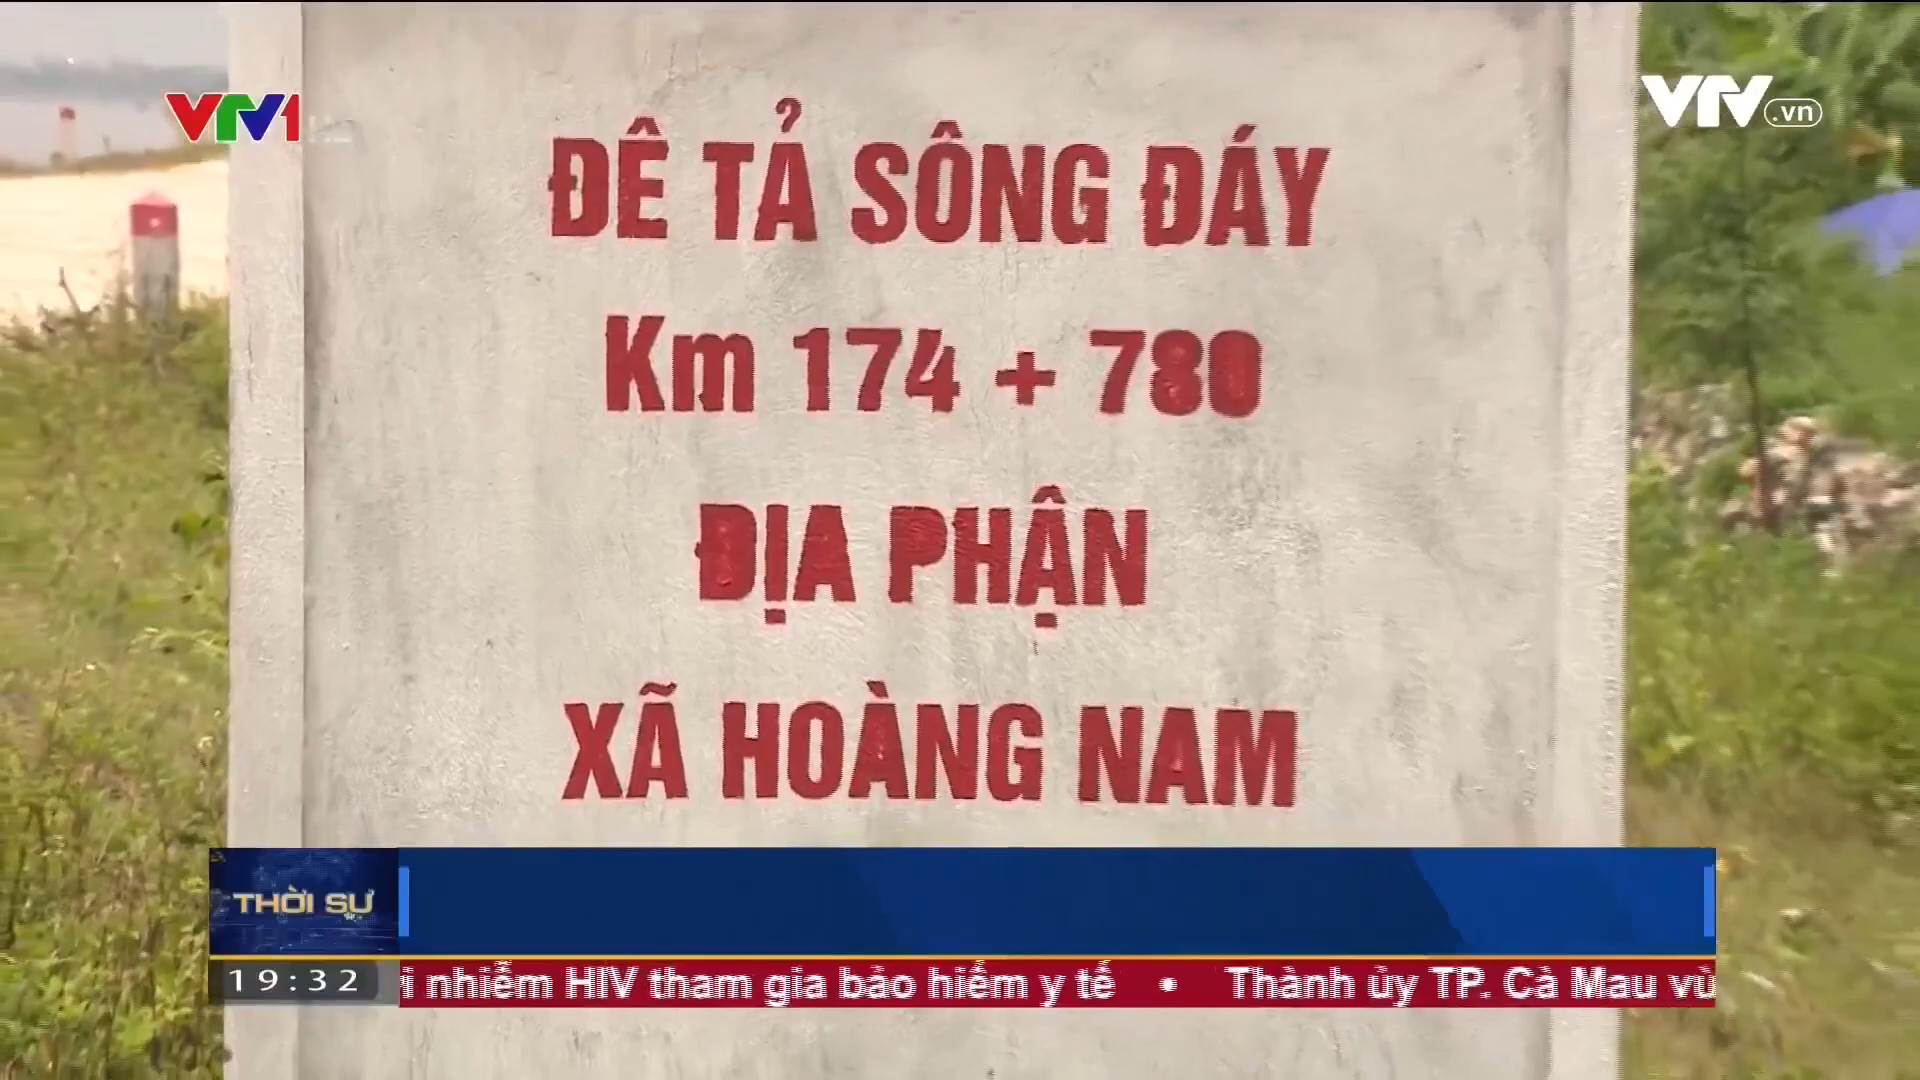 VTV1
VTV.vn
ĐÊ TẢ SÔNG ĐÁY
Km 174 + 780
ĐỊA PHẬN
XÃ HOÀNG NAM
THỜI SỰ
19:32
nhiễm HIV tham gia bảo hiểm y tế • Thành ủy TP. Cà Mau